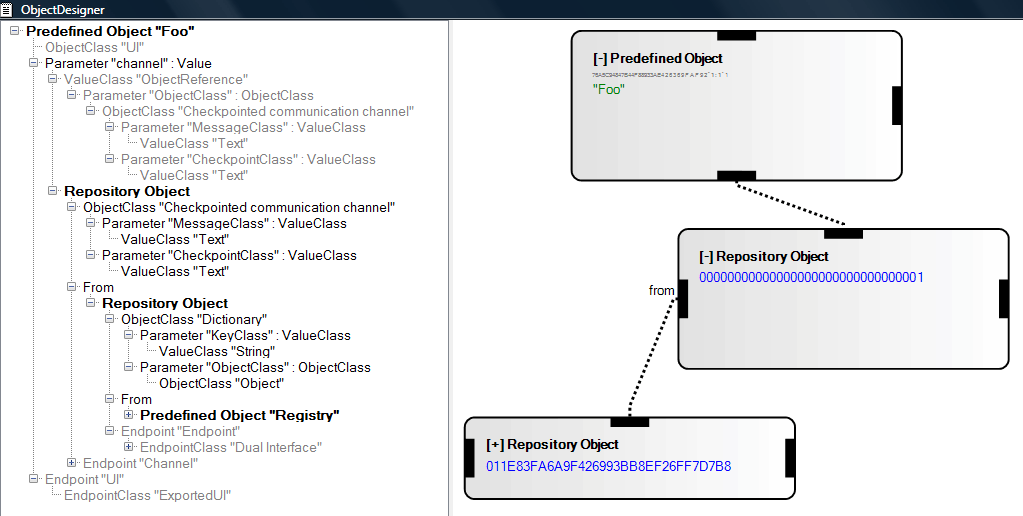 ObjectDesigner
Predefined Object "Foo"
ObjectClass "UI"
Parameter "channel" : Value
ValueClass "ObjectReference"
Parameter "ObjectClass" : ObjectClass
ObjectClass "Checkpointed communication channel"
Parameter "MessageClass" : ValueClass
ValueClass "Text"
Parameter "CheckpointClass" : ValueClass
ValueClass "Text"
Repository Object
ObjectClass "Checkpointed communication channel"
Parameter "MessageClass" : ValueClass
ValueClass "Text"
Parameter "CheckpointClass" : ValueClass
ValueClass "Text"
From
Repository Object
ObjectClass "Dictionary"
Parameter "KeyClass" : ValueClass
ValueClass "String"
Parameter "ObjectClass" : ObjectClass
ObjectClass "Object"
From
Predefined Object "Registry"
Endpoint "Endpoint"
EndpointClass "Dual Interface"
Endpoint "Channel"
Endpoint "UI"
EndpointClass "ExportedUI"
[-] Predefined Object
"Foo"
[-] Repository Object
00000000000000000000000000000001
from
[+] Repository Object
011E83FA6A9F426993BB8EF26FF7D7B8